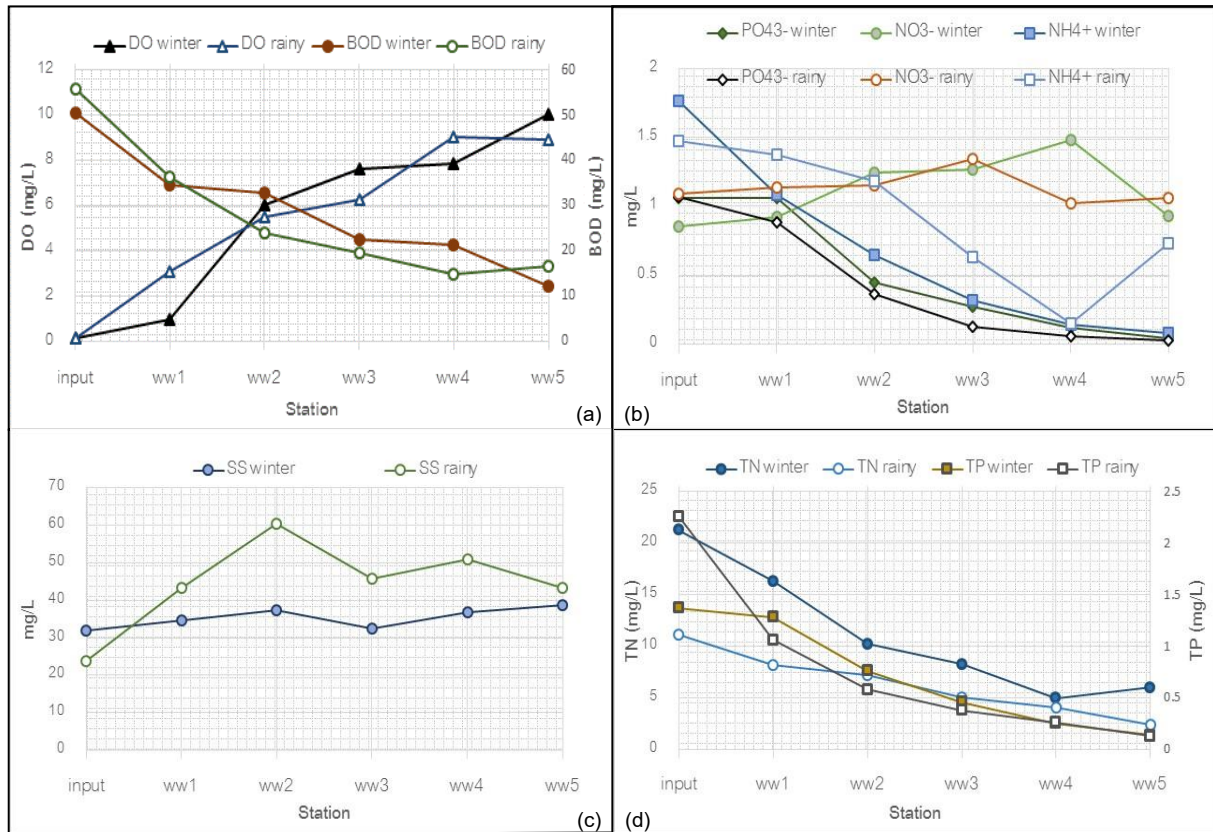 DO winter DO rainy BOD winter BOD rainy
12
10
8
6
4
2
0
DO (mg/L)
60
50
40
30
20
10
0
BOD (mg/L)
input ww1 ww2 ww3 ww4 ww5
Station
(a)
PO43- winter NO3- winter NH4+ winter
PO43- rainy NO3- rainy NH4+ rainy
2
1.5
1
0.5
0
mg/L
input ww1 ww2 ww3 ww4 ww5
Station
(b)
SS winter SS rainy
70
60
50
40
30
20
10
0
mg/L
input ww1 ww2 ww3 ww4 ww5
Station
(c)
TN winter TN rainy TP winter TP rainy
25
20
15
10
5
0
TN (mg/L)
2.5
2
1.5
1
0.5
0
TP (mg/L)
input ww1 ww2 ww3 ww4 ww5
Station
(d)